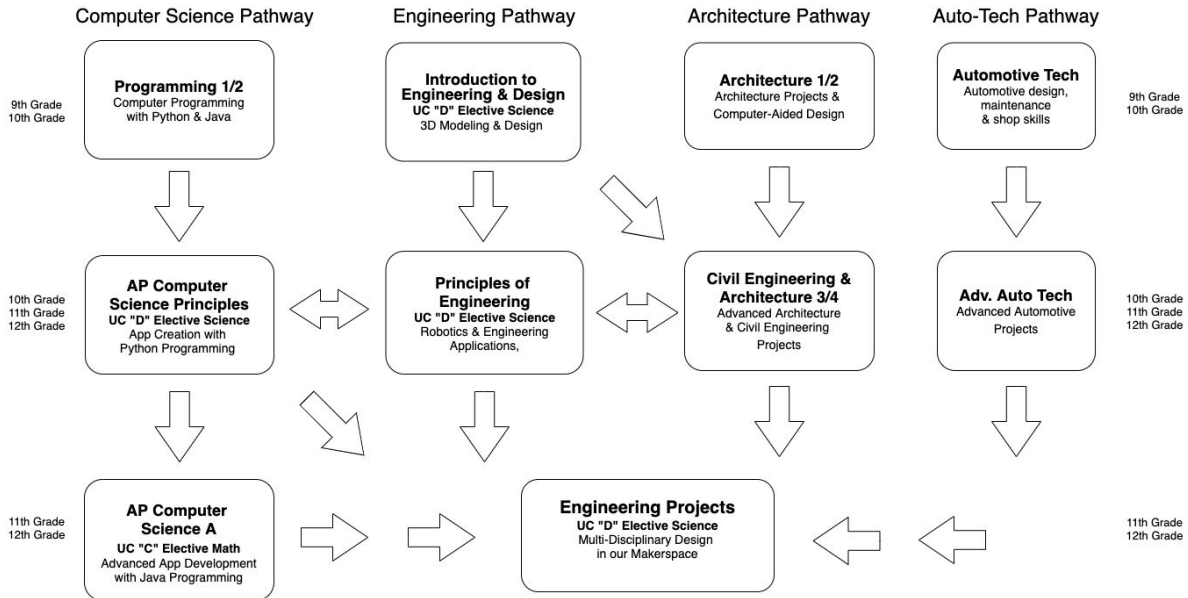 Computer Science Pathway
Engineering Pathway
Architecture Pathway
Auto-Tech Pathway
9th Grade
10th Grade
Programming 1/2
Computer Programming
with Python & Java
Introduction to
Engineering & Design
UC "D" Elective Science
3D Modeling & Design
Architecture 1/2
Architecture Projects &
Computer-Aided Design
Automotive Tech
Automotive design,
maintenance
& shop skills
9th Grade
10th Grade
10th Grade
11th Grade
12th Grade
AP Computer
Science Principles
UC "D" Elective Science
App Creation with
Python Programming
Principles of
Engineering
UC "D" Elective Science
Robotics & Engineering
Applications,
Civil Engineering &
Architecture 3/4
Advanced Architecture
& Civil Engineering
Projects
Adv. Auto Tech
Advanced Automotive
Projects
10th Grade
11th Grade
12th Grade
11th Grade
12th Grade
AP Computer
Science A
UC "C" Elective Math
Advanced App Development
with Java Programming
Engineering Projects
UC "D" Elective Science
Multi-Disciplinary Design
in our Makerspace
11th Grade
12th Grade